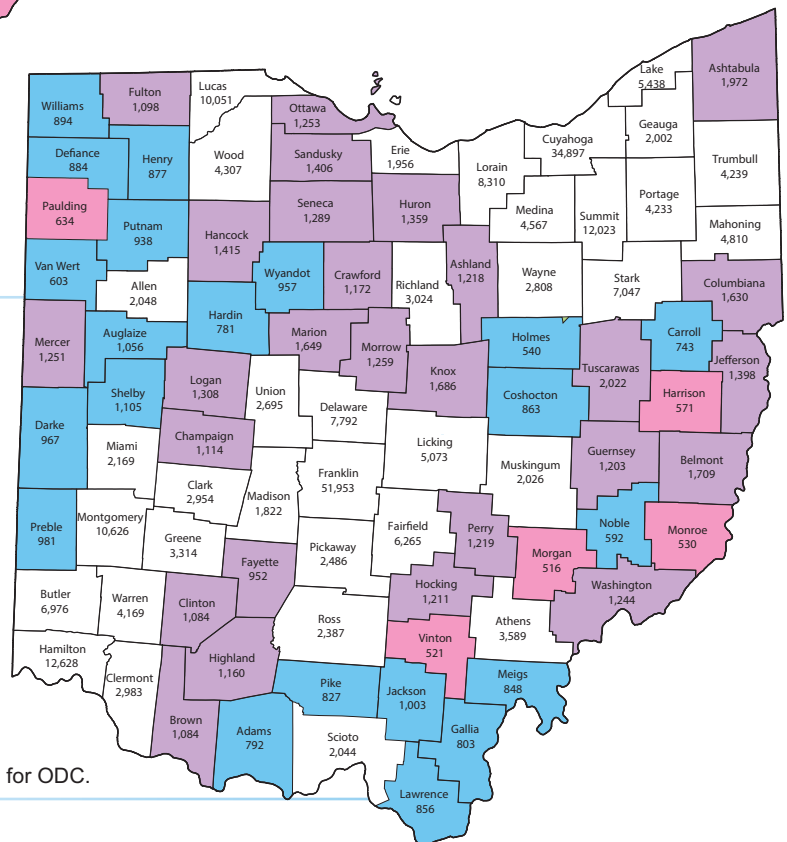 Lake
5,438
Ashtabula
1,972
Lucas
10,051
Fulton
1,098
Williams
894
Ottawa
1,253
Geauga
2,002
Cuyahoga
34,897
Defiance
884
Henry
877
Wood
4,307
Sandusky
1,406
Erie
1,956
Lorain
8,310
Trumbull
4,239
Portage
4,233
Paulding
634
Seneca
1,289
Huron
1,359
Medina
4,567
Summit
12,023
Mahoning
4,810
Putnam
938
Hancock
1,415
Van Wert
603
Allen
2,048
Wyandot
957
Crawford
1,172
Richland
3,024
Ashland
1,218
Wayne
2,808
Stark
7,047
Columbiana
1,630
Hardin
781
Mercer
1,251
Auglaize
1,056
Marion
1,649
Morrow
1,259
Holmes
540
Carroll
743
Tuscarawas
2,022
Jefferson
1,398
Logan
1,308
Union
2,695
Knox
1,686
Harrison
571
Shelby
1,105
Coshocton
863
Delaware
7,792
Darke
967
Champaign
1,114
Miami
2,169
Licking
5,073
Muskingum
2,026
Guernsey
1,203
Belmont
1,709
Clark
2,954
Franklin
51,953
Madison
1,822
Preble
981
Montgomery
10,626
Greene
3,314
Fairfield
6,265
Perry
1,219
Noble
592
Monroe
530
Pickaway
2,486
Morgan
516
Fayette
952
Butler
6,976
Warren
4,169
Clinton
1,084
Hocking
1,211
Washington
1,244
Ross
2,387
Athens
3,589
Hamilton
12,628
Vinton
521
Highland
1,160
Clermont
2,983
Pike
827
Jackson
1,003
Meigs
848
Brown
1,084
Adams
792
Scioto
2,044
Gallia
803
Lawrence
856
for ODC.